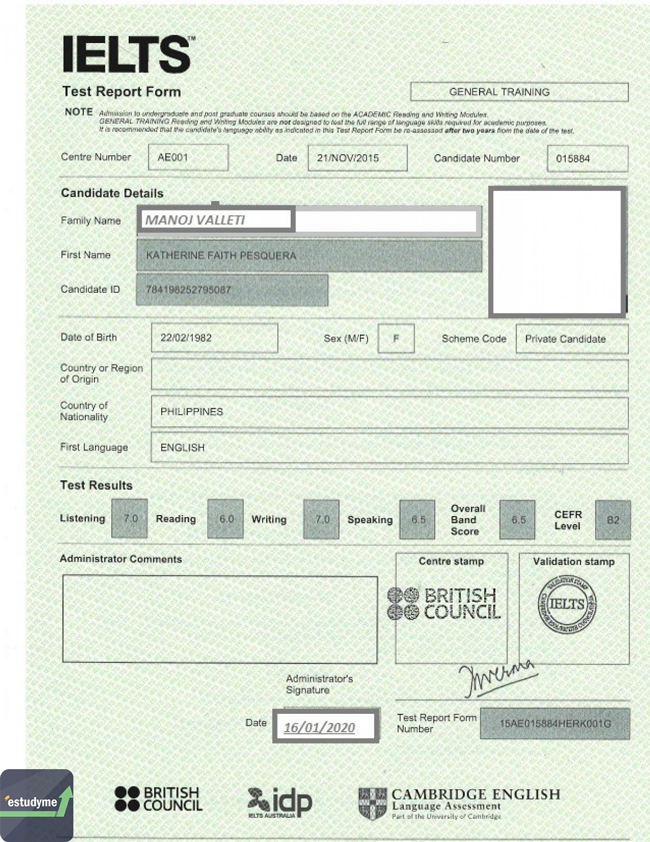 IELTS™
Test Report Form
GENERAL TRAINING
NOTE Admission to undergraduate and post graduate courses should be based on the ACADEMIC Reading and Writing Modules.
GENERAL TRAINING Reading and Writing Modules are not designed to test the full range of language skills required for academic purposes.
It is recommended that the candidate's language ability as indicated in this Test Report Form be re-assessed after two years from the date of the test.
Centre Number AE001 Date 21/NOV/2015 Candidate Number 015884
Candidate Details
Family Name MANOJ VALLETI
First Name KATHERINE FAITH PESQUERA
Candidate ID 784198252795087
Date of Birth 22/02/1982 Sex (M/F) F Scheme Code Private Candidate
Country or Region
of Origin
Country of
Nationality PHILIPPINES
First Language ENGLISH
Test Results
Listening 7.0 Reading 6.0 Writing 7.0 Speaking 6.5 Overall Band Score 6.5 CEFR Level B2
Administrator Comments
Centre stamp
Validation stamp
BRITISH
COUNCIL
VALIDATION STAMP
IELTS
Administrator's
Signature
Date 16/01/2020
Test Report Form
Number 15AE015884HERK001G
estudyme
BRITISH
COUNCIL
idp
IELTS AUSTRALIA
CAMBRIDGE ENGLISH
Language Assessment
Part of the University of Cambridge